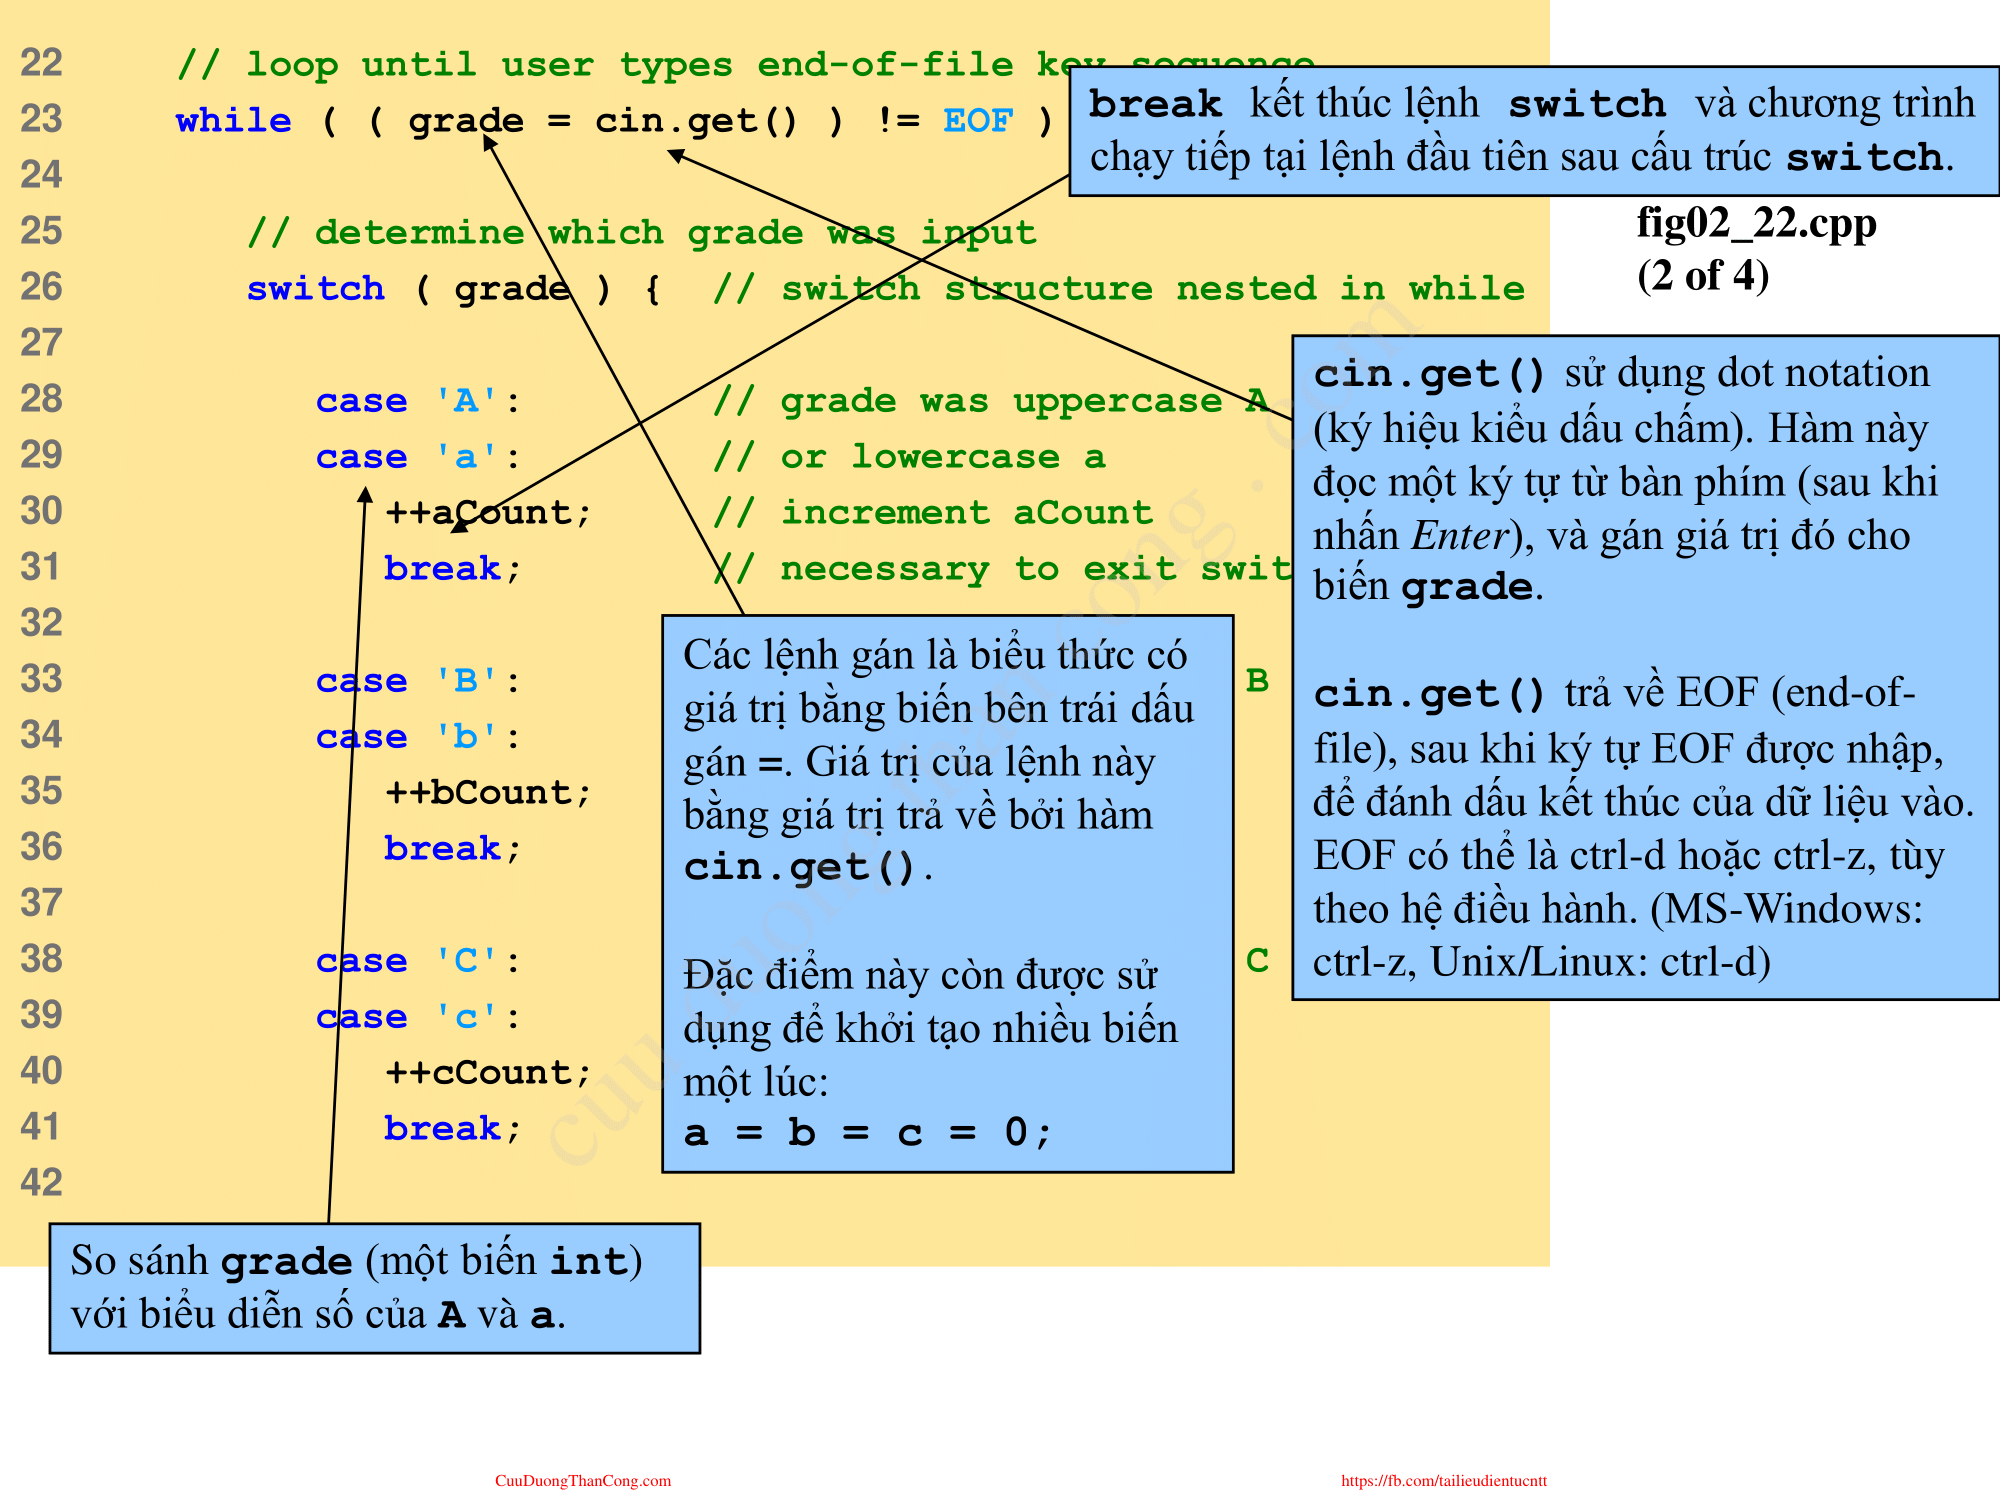 22 // loop until user types end-of-file key sequence
23 while ( ( grade = cin.get() ) != EOF )
24
25 // determine which grade was input
26 switch ( grade ) { // switch structure nested in while
27
28 case 'A': // grade was uppercase A
29 case 'a': // or lowercase a
30 ++aCount; // increment aCount
31 break; // necessary to exit swit
32
33 case 'B': B
34 case 'b':
35 ++bCount;
36 break;
37
38 case 'C': C
39 case 'c':
40 ++cCount;
41 break;
42
break kết thúc lệnh switch và chương trình
chạy tiếp tại lệnh đầu tiên sau cấu trúc switch.
fig02_22.cpp
(2 of 4)
cin.get() sử dụng dot notation
(ký hiệu kiểu dấu chấm). Hàm này
đọc một ký tự từ bàn phím (sau khi
nhấn Enter), và gán giá trị đó cho
biến grade.
cin.get() trả về EOF (end-of-
file), sau khi ký tự EOF được nhập,
để đánh dấu kết thúc của dữ liệu vào.
EOF có thể là ctrl-d hoặc ctrl-z, tùy
theo hệ điều hành. (MS-Windows:
ctrl-z, Unix/Linux: ctrl-d)
Các lệnh gán là biểu thức có
giá trị bằng biến bên trái dấu
gán =. Giá trị của lệnh này
bằng giá trị trả về bởi hàm
cin.get().
Đặc điểm này còn được sử
dụng để khởi tạo nhiều biến
một lúc:
a = b = c = 0;
So sánh grade (một biến int)
với biểu diễn số của A và a.
cuu duong than cong . com
CuuDuongThanCong.com
https://fb.com/tailieudientucntt